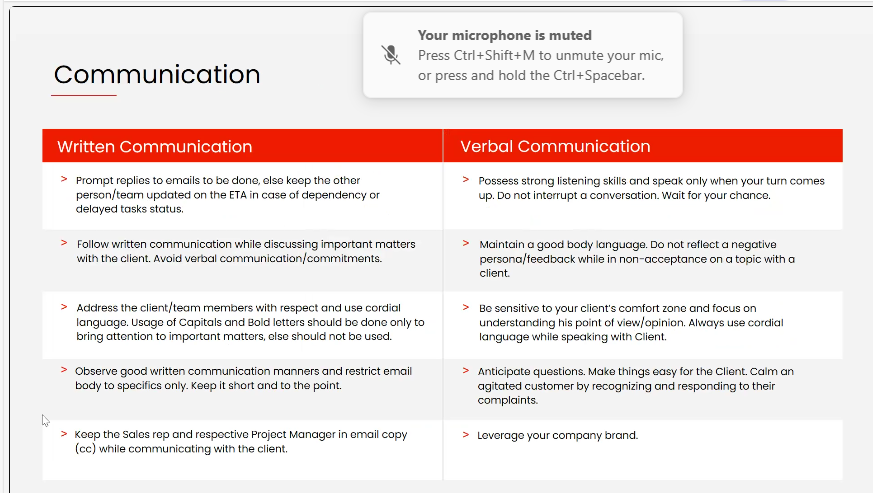 Your microphone is muted
Press Ctrl+Shift+M to unmute your mic,
or press and hold the Ctrl+Spacebar.
Communication
Written Communication
> Prompt replies to emails to be done, else keep the other
person/team updated on the ETA in case of dependency or
delayed tasks status.
> Follow written communication while discussing important matters
with the client. Avoid verbal communication/commitments.
> Address the client/team members with respect and use cordial
language. Usage of Capitals and Bold letters should be done only to
bring attention to important matters, else should not be used.
> Observe good written communication manners and restrict email
body to specifics only. Keep it short and to the point.
> Keep the Sales rep and respective Project Manager in email copy
(cc) while communicating with the client.
Verbal Communication
> Possess strong listening skills and speak only when your turn comes
up. Do not interrupt a conversation. Wait for your chance.
> Maintain a good body language. Do not reflect a negative
persona/feedback while in non-acceptance on a topic with a
client.
> Be sensitive to your client's comfort zone and focus on
understanding his point of view/opinion. Always use cordial
language while speaking with Client.
> Anticipate questions. Make things easy for the Client. Calm an
agitated customer by recognizing and responding to their
complaints.
> Leverage your company brand.